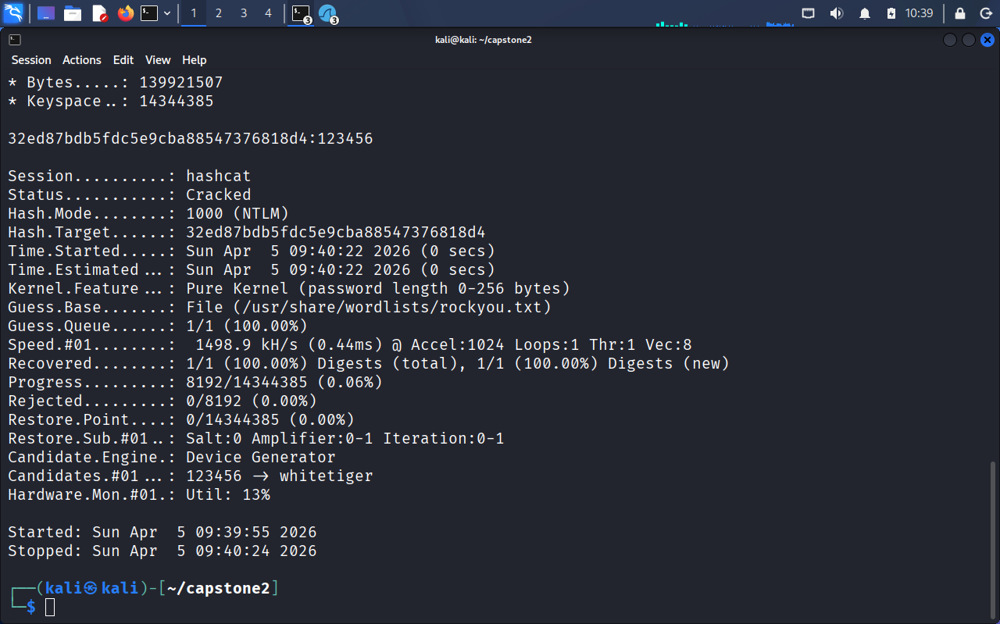 1 2 3 4 3 3 10:39
kali@kali: ~/capstone2
Session Actions Edit View Help
* Bytes.....: 139921507
* Keyspace..: 14344385
32ed87bdb5fdc5e9cba88547376818d4:123456
Session..........: hashcat
Status...........: Cracked
Hash.Mode........: 1000 (NTLM)
Hash.Target......: 32ed87bdb5fdc5e9cba88547376818d4
Time.Started.....: Sun Apr  5 09:40:22 2026 (0 secs)
Time.Estimated...: Sun Apr  5 09:40:22 2026 (0 secs)
Kernel.Feature...: Pure Kernel (password length 0-256 bytes)
Guess.Base.......: File (/usr/share/wordlists/rockyou.txt)
Guess.Queue......: 1/1 (100.00%)
Speed.#01........:  1498.9 kH/s (0.44ms) @ Accel:1024 Loops:1 Thr:1 Vec:8
Recovered........: 1/1 (100.00%) Digests (total), 1/1 (100.00%) Digests (new)
Progress.........: 8192/14344385 (0.06%)
Rejected.........: 0/8192 (0.00%)
Restore.Point....: 0/14344385 (0.00%)
Restore.Sub.#01..: Salt:0 Amplifier:0-1 Iteration:0-1
Candidate.Engine.: Device Generator
Candidates.#01...: 123456 -> whitetiger
Hardware.Mon.#01.: Util: 13%
Started: Sun Apr  5 09:39:55 2026
Stopped: Sun Apr  5 09:40:24 2026
┌──(kali㉿kali)-[~/capstone2]
└─$